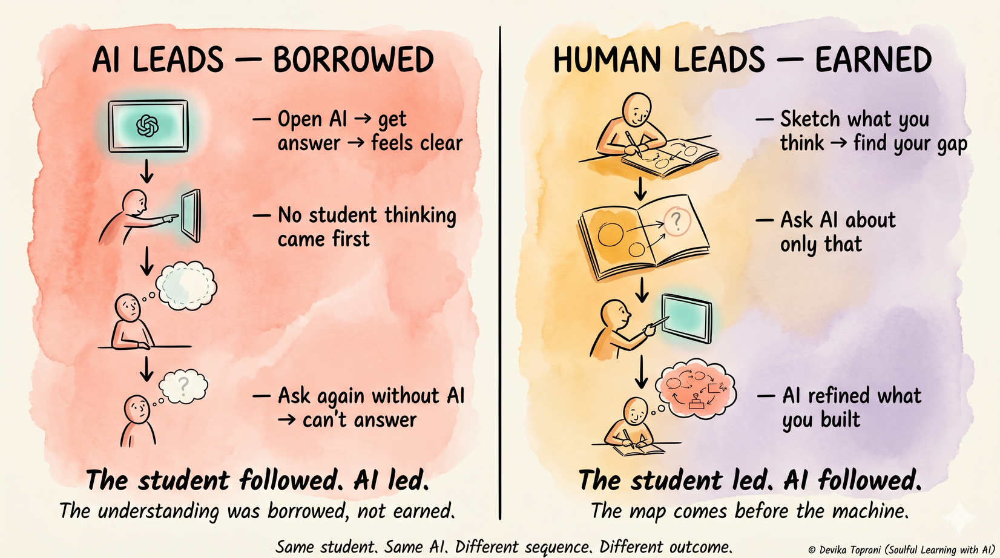 AI LEADS — BORROWED
— Open AI → get
answer → feels clear
— No student thinking
came first
?
— Ask again without AI
→ can't answer
The student followed. AI led.
The understanding was borrowed, not earned.
HUMAN LEADS — EARNED
— Sketch what you
think → find your gap
?
— Ask AI about
only that
— AI refined what
you built
The student led. AI followed.
The map comes before the machine.
Same student. Same AI. Different sequence. Different outcome.
© Devika Toprani (Soulful Learning with AI)